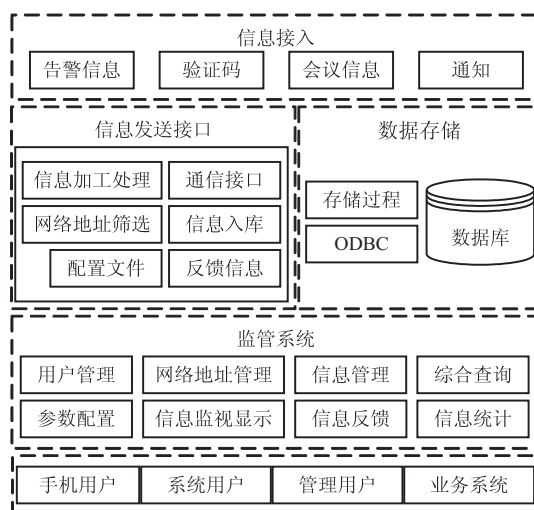 信息接入
告警信息 验证码 会议信息 通知
信息发送接口
信息加工处理 通信接口
网络地址筛选 信息入库
配置文件 反馈信息
数据存储
存储过程
ODBC
数据库
监管系统
用户管理 网络地址管理 信息管理 综合查询
参数配置 信息监视显示 信息反馈 信息统计
手机用户 系统用户 管理用户 业务系统